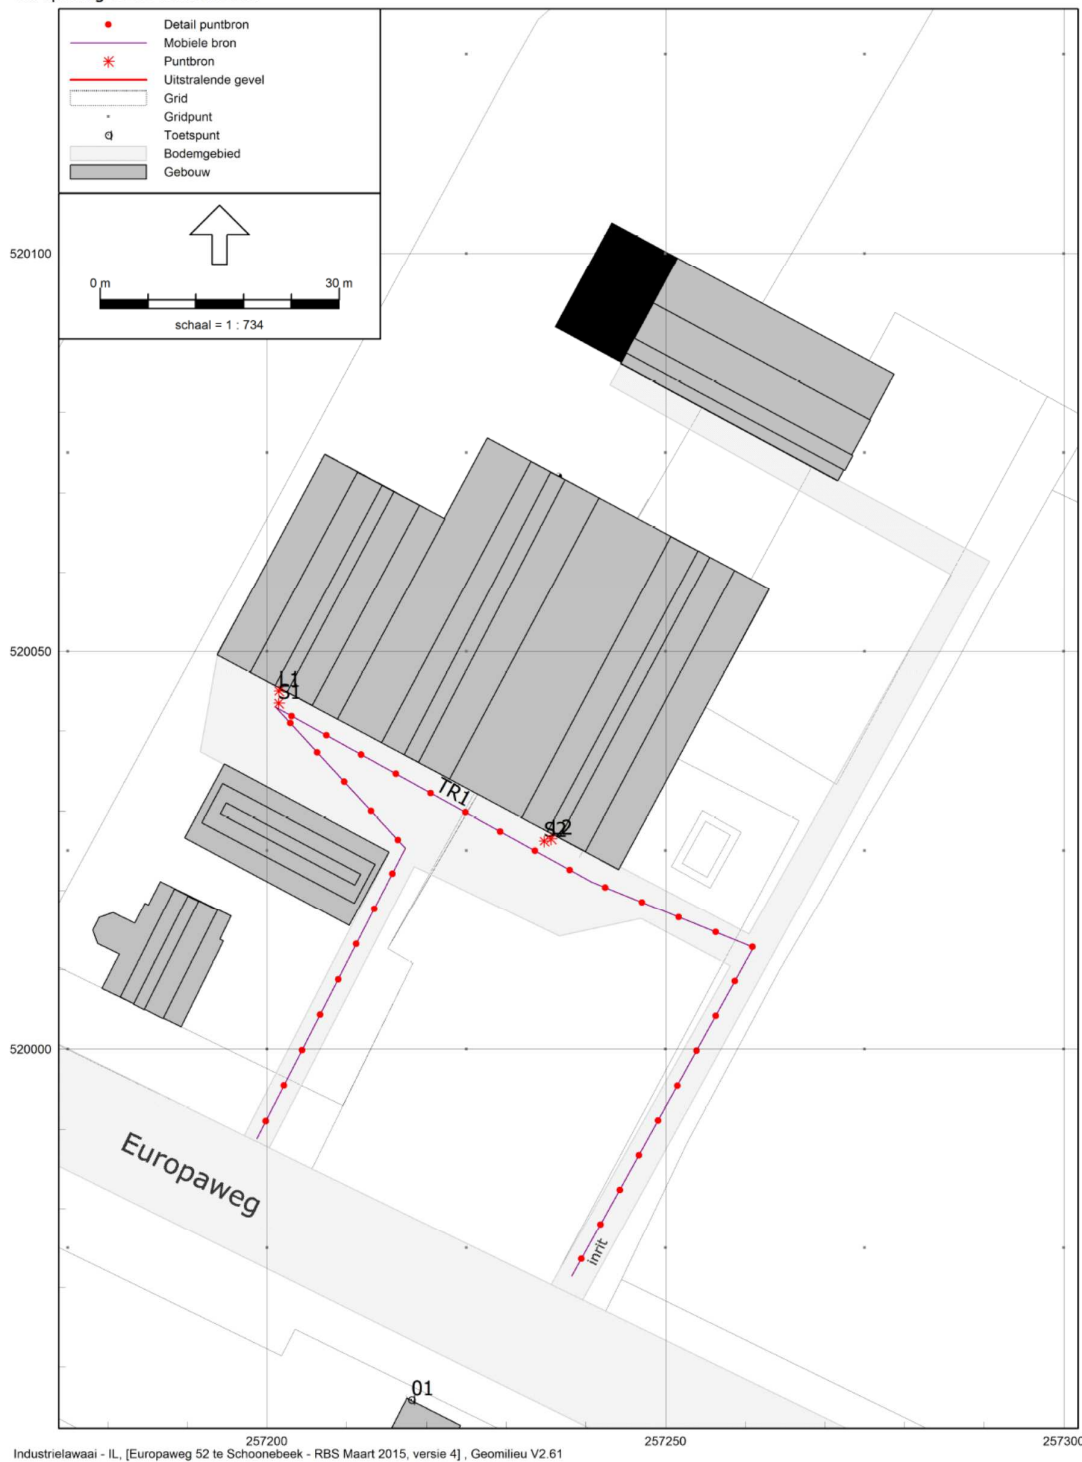 Detail puntbron
Mobiele bron
Puntbron
Uitstralende gevel
Grid
Gridpunt
Toetspunt
Bodemgebied
Gebouw
0 m 30 m
schaal = 1 : 734
520100
520050
L1
S1
TR1
S2
520000
Europaweg
inrit
01
257200 257250 257300
Industrielawaai - IL, [Europaweg 52 te Schoonebeek - RBS Maart 2015, versie 4] , Geomilieu V2.61